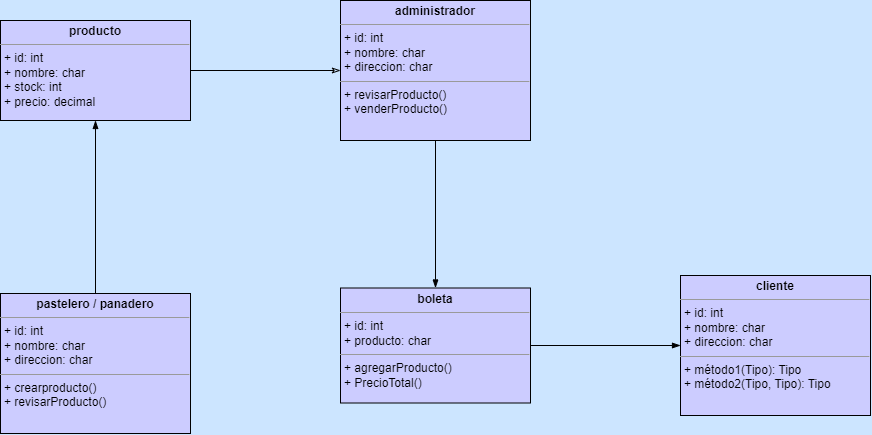 producto
+ id: int
+ nombre: char
+ stock: int
+ precio: decimal
administrador
+ id: int
+ nombre: char
+ direccion: char
+ revisarProducto()
+ venderProducto()
pastelero / panadero
+ id: int
+ nombre: char
+ direccion: char
+ crearproducto()
+ revisarProducto()
boleta
+ id: int
+ producto: char
+ agregarProducto()
+ PrecioTotal()
cliente
+ id: int
+ nombre: char
+ direccion: char
+ método1(Tipo): Tipo
+ método2(Tipo, Tipo): Tipo